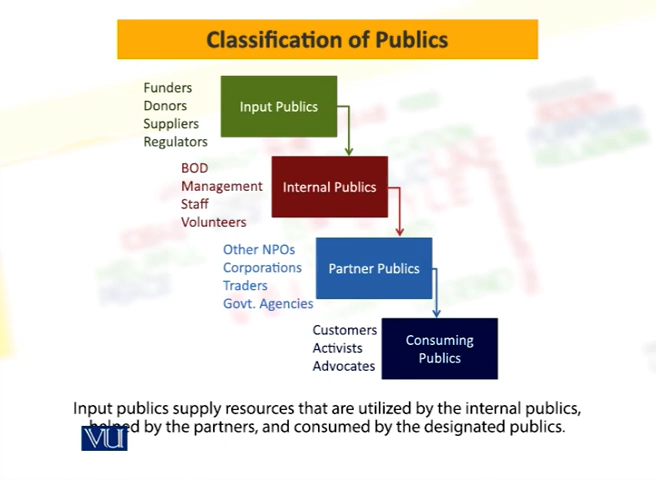 Classification of Publics
Funders
Donors
Suppliers
Regulators
Input Publics
BOD
Management
Staff
Volunteers
Internal Publics
Other NPOs
Corporations
Traders
Govt. Agencies
Partner Publics
Customers
Activists
Advocates
Consuming
Publics
Input publics supply resources that are utilized by the internal publics,
by the partners, and consumed by the designated publics.
VU